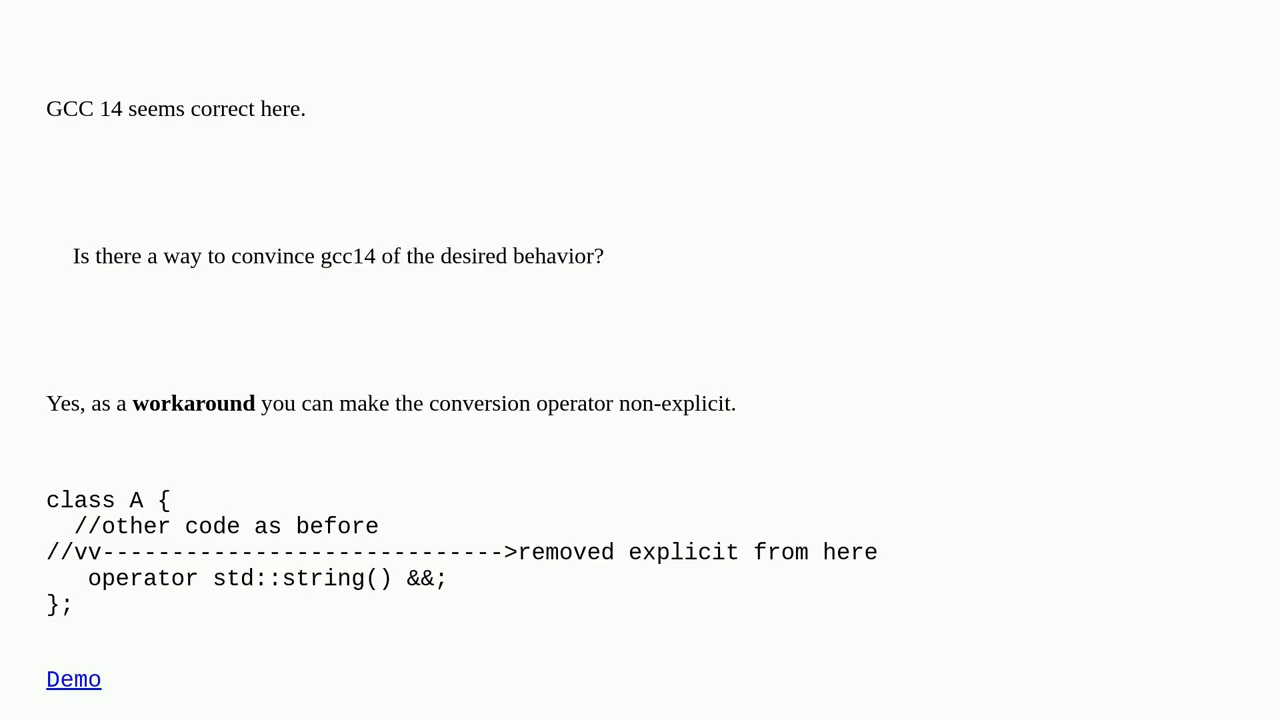 GCC 14 seems correct here.
Is there a way to convince gcc14 of the desired behavior?
Yes, as a workaround you can make the conversion operator non-explicit.
class A {
  //other code as before
//vv----------------------------->removed explicit from here
   operator std::string() &&;
};
Demo